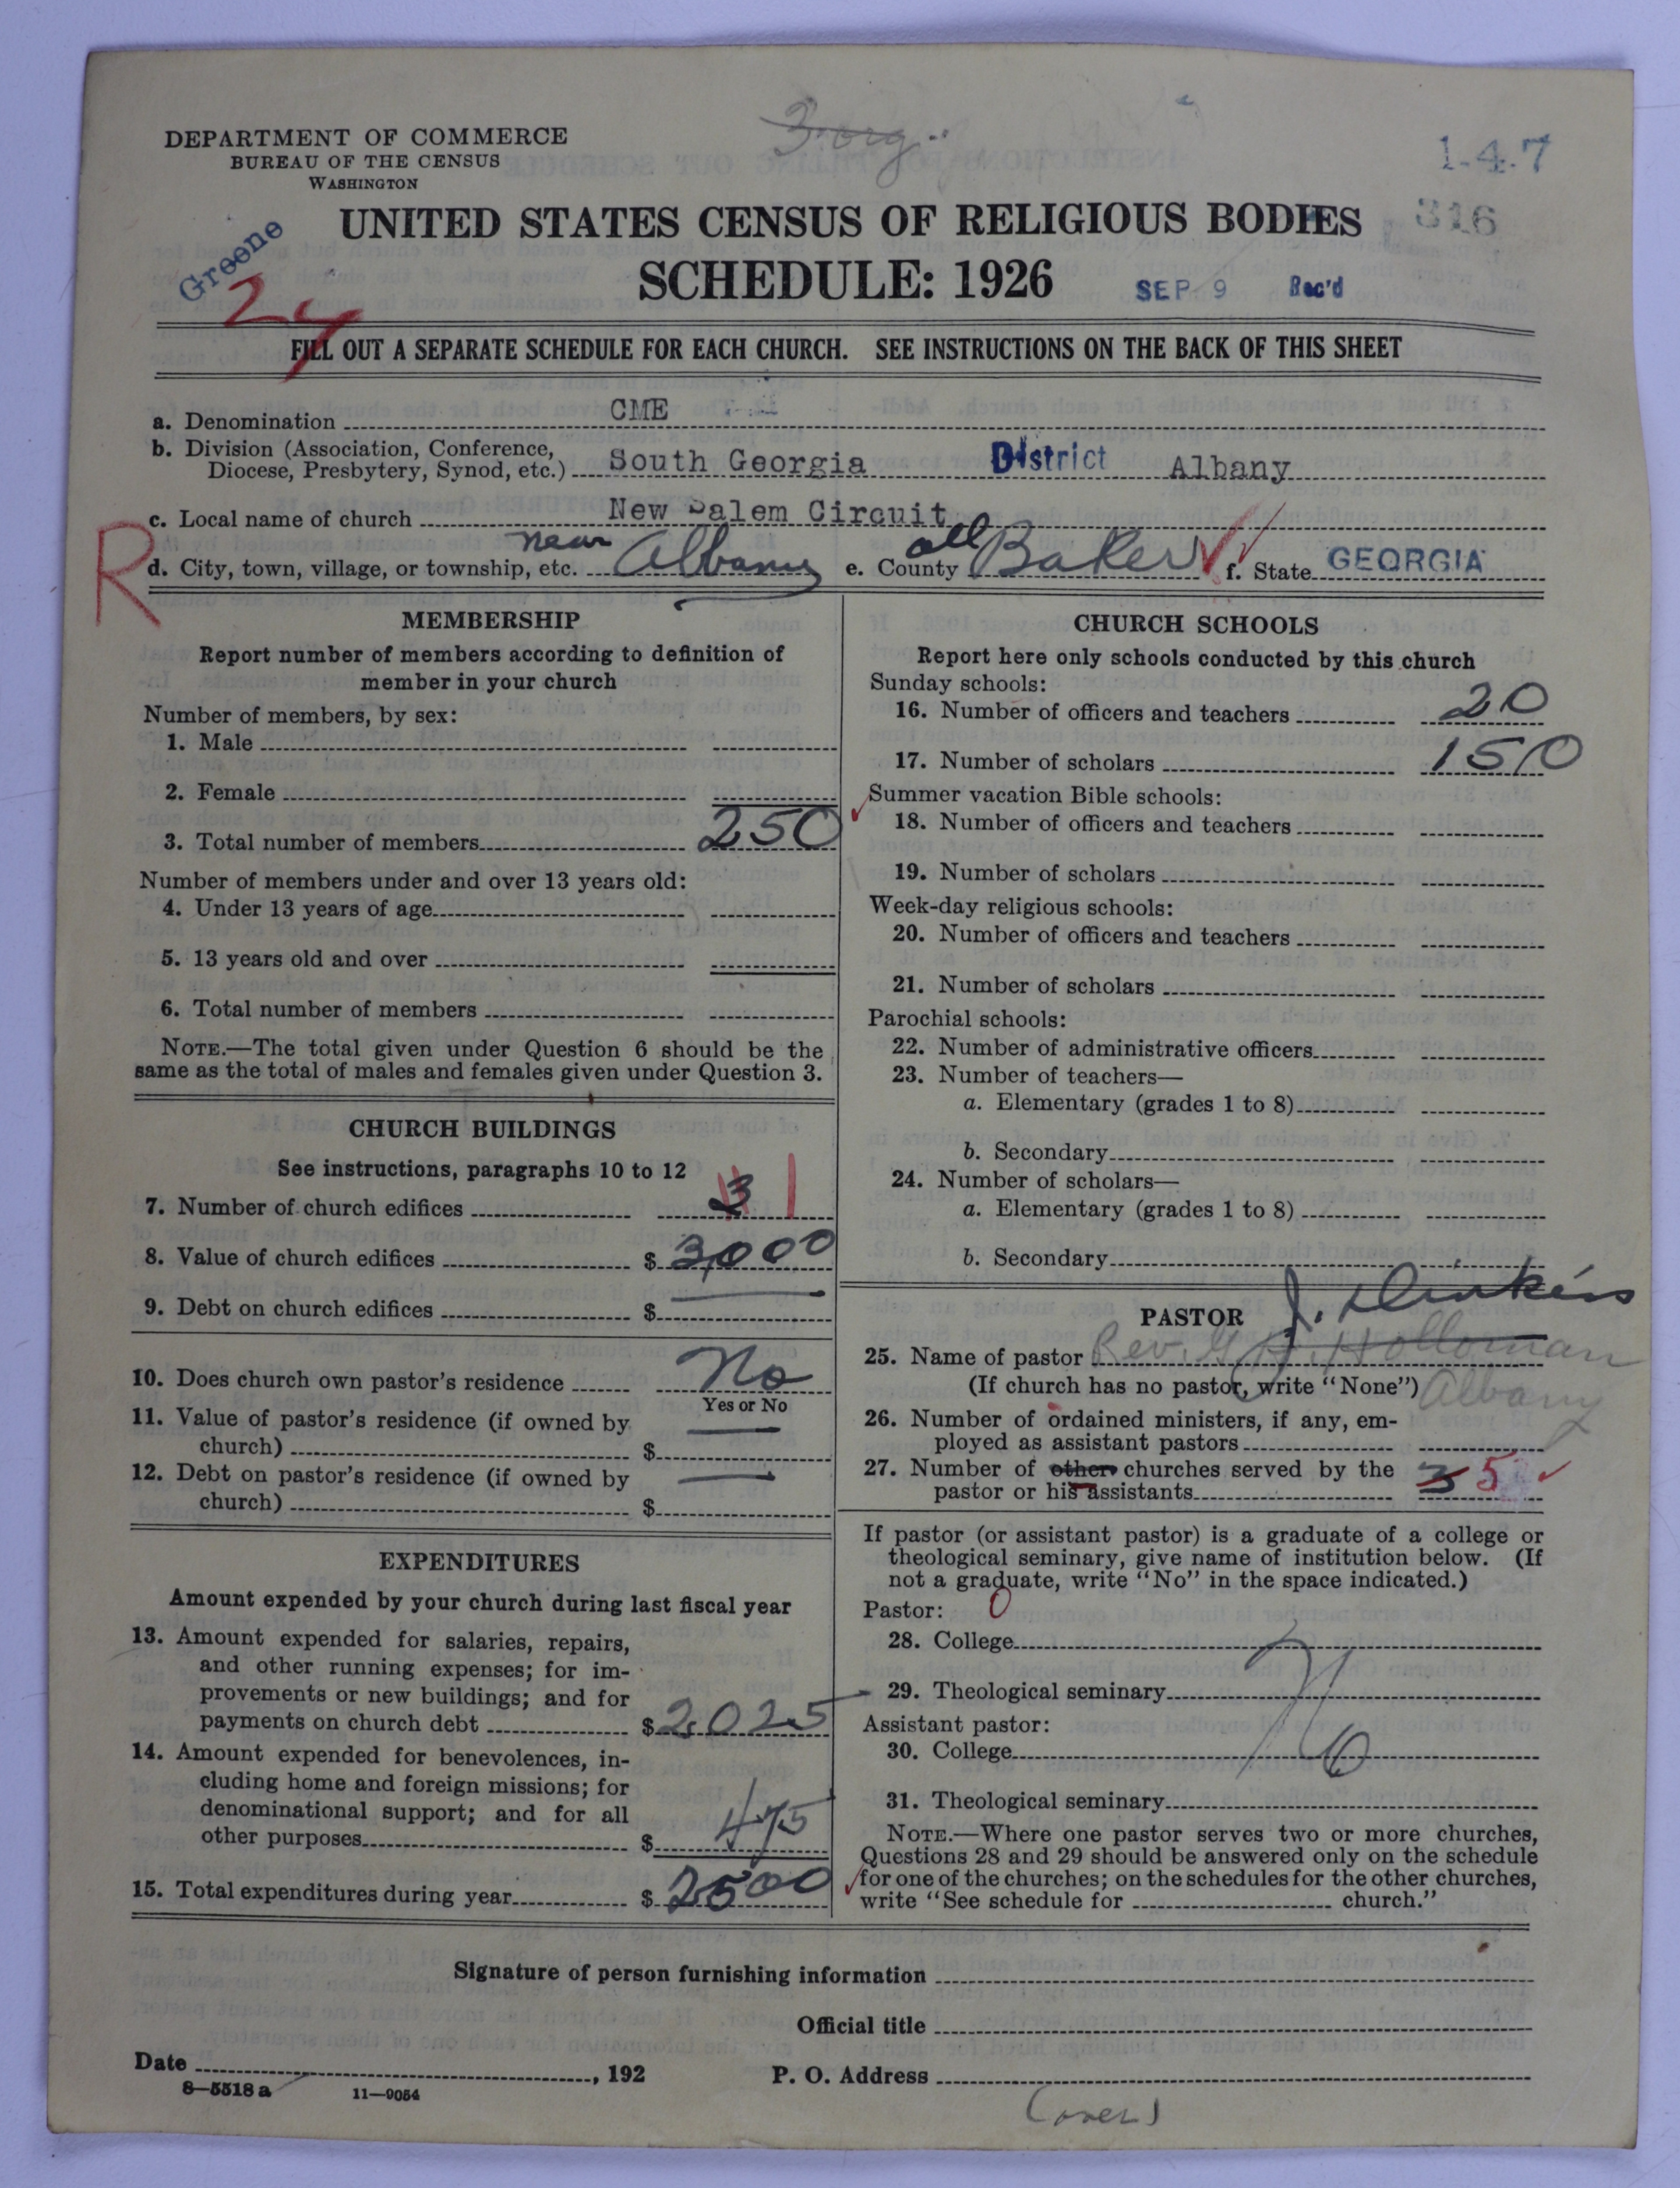 3 org.
DEPARTMENT OF COMMERCE
BUREAU OF THE CENSUS
WASHINGTON
1-4-7
316
Greene
24
UNITED STATES CENSUS OF RELIGIOUS BODIES
SCHEDULE: 1926
SEP 9 Rec'd
FILL OUT A SEPARATE SCHEDULE FOR EACH CHURCH. SEE INSTRUCTIONS ON THE BACK OF THIS SHEET
a. Denomination CME
b. Division (Association, Conference,
Diocese, Presbytery, Synod, etc.) South Georgia District Albany
c. Local name of church New Salem Circuit
R
d. City, town, village, or township, etc. near Albany e. County all Baker f. State GEORGIA
MEMBERSHIP
Report number of members according to definition of
member in your church
Number of members, by sex:
1. Male
2. Female
3. Total number of members 250
Number of members under and over 13 years old:
4. Under 13 years of age
5. 13 years old and over
6. Total number of members
NOTE.—The total given under Question 6 should be the
same as the total of males and females given under Question 3.
CHURCH BUILDINGS
See instructions, paragraphs 10 to 12
7. Number of church edifices 3 1
8. Value of church edifices $ 3,000
9. Debt on church edifices $ —
10. Does church own pastor's residence No
Yes or No
11. Value of pastor's residence (if owned by
church) $ —
12. Debt on pastor's residence (if owned by
church) $ —
EXPENDITURES
Amount expended by your church during last fiscal year
13. Amount expended for salaries, repairs,
and other running expenses; for im-
provements or new buildings; and for
payments on church debt $ 2025
14. Amount expended for benevolences, in-
cluding home and foreign missions; for
denominational support; and for all
other purposes $ 475
15. Total expenditures during year $ 2500
CHURCH SCHOOLS
Report here only schools conducted by this church
Sunday schools:
16. Number of officers and teachers 20
17. Number of scholars 150
Summer vacation Bible schools:
18. Number of officers and teachers
19. Number of scholars
Week-day religious schools:
20. Number of officers and teachers
21. Number of scholars
Parochial schools:
22. Number of administrative officers
23. Number of teachers—
a. Elementary (grades 1 to 8)
b. Secondary
24. Number of scholars—
a. Elementary (grades 1 to 8)
b. Secondary
PASTOR J.
25. Name of pastor Rev. G. H. Holloman
(If church has no pastor, write "None") Albany
26. Number of ordained ministers, if any, em-
ployed as assistant pastors
27. Number of other churches served by the
pastor or his assistants 3 5
If pastor (or assistant pastor) is a graduate of a college or
theological seminary, give name of institution below. (If
not a graduate, write "No" in the space indicated.)
Pastor: 0
28. College
29. Theological seminary
Assistant pastor: No
30. College
31. Theological seminary
NOTE.—Where one pastor serves two or more churches,
Questions 28 and 29 should be answered only on the schedule
for one of the churches; on the schedules for the other churches,
write "See schedule for church."
Signature of person furnishing information
Official title
Date , 192
P. O. Address
8—5518 a 11—9054
(over)